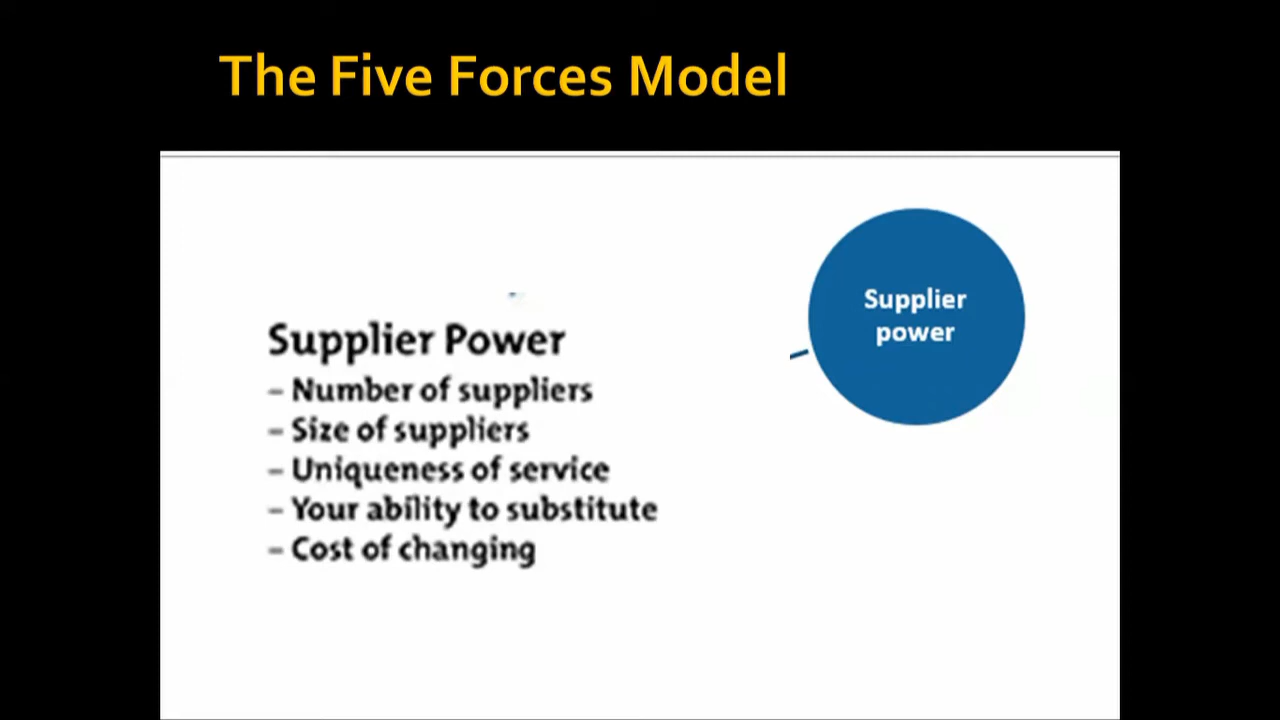 The Five Forces Model
Supplier
power
Supplier Power
– Number of suppliers
– Size of suppliers
– Uniqueness of service
– Your ability to substitute
– Cost of changing